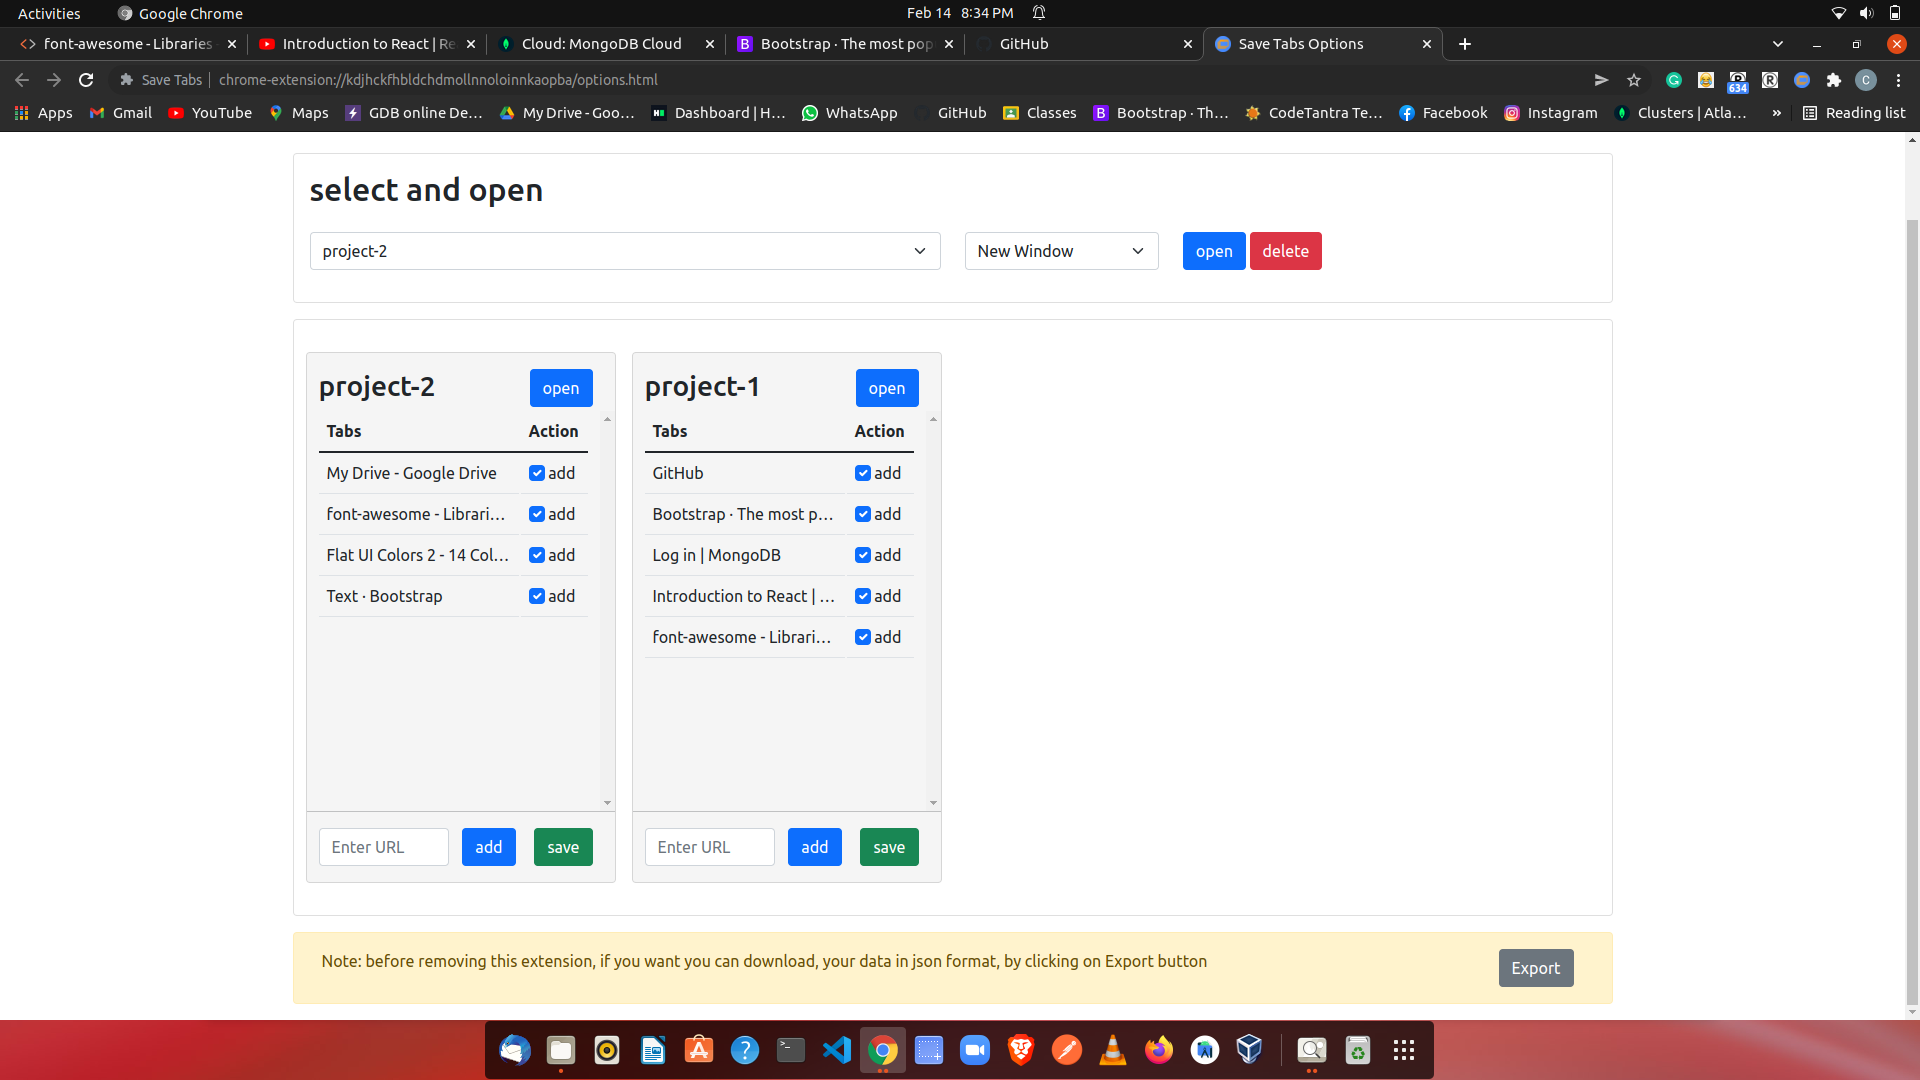 Activities Google Chrome Feb 14 8:34 PM
font-awesome - Libraries Introduction to React | Re Cloud: MongoDB Cloud Bootstrap · The most pop GitHub Save Tabs Options
Save Tabs | chrome-extension://kdjhckfhbldchdmollnnoloinnkaopba/options.html 634 C
Apps Gmail YouTube Maps GDB online De... My Drive - Goo... Dashboard | H... WhatsApp GitHub Classes Bootstrap · Th... CodeTantra Te... Facebook Instagram Clusters | Atla... » Reading list
select and open
project-2 New Window open delete
project-2 open
Tabs Action
My Drive - Google Drive add
font-awesome - Librari... add
Flat UI Colors 2 - 14 Col... add
Text · Bootstrap add
Enter URL add save
project-1 open
Tabs Action
GitHub add
Bootstrap · The most p... add
Log in | MongoDB add
Introduction to React | ... add
font-awesome - Librari... add
Enter URL add save
Note: before removing this extension, if you want you can download, your data in json format, by clicking on Export button Export